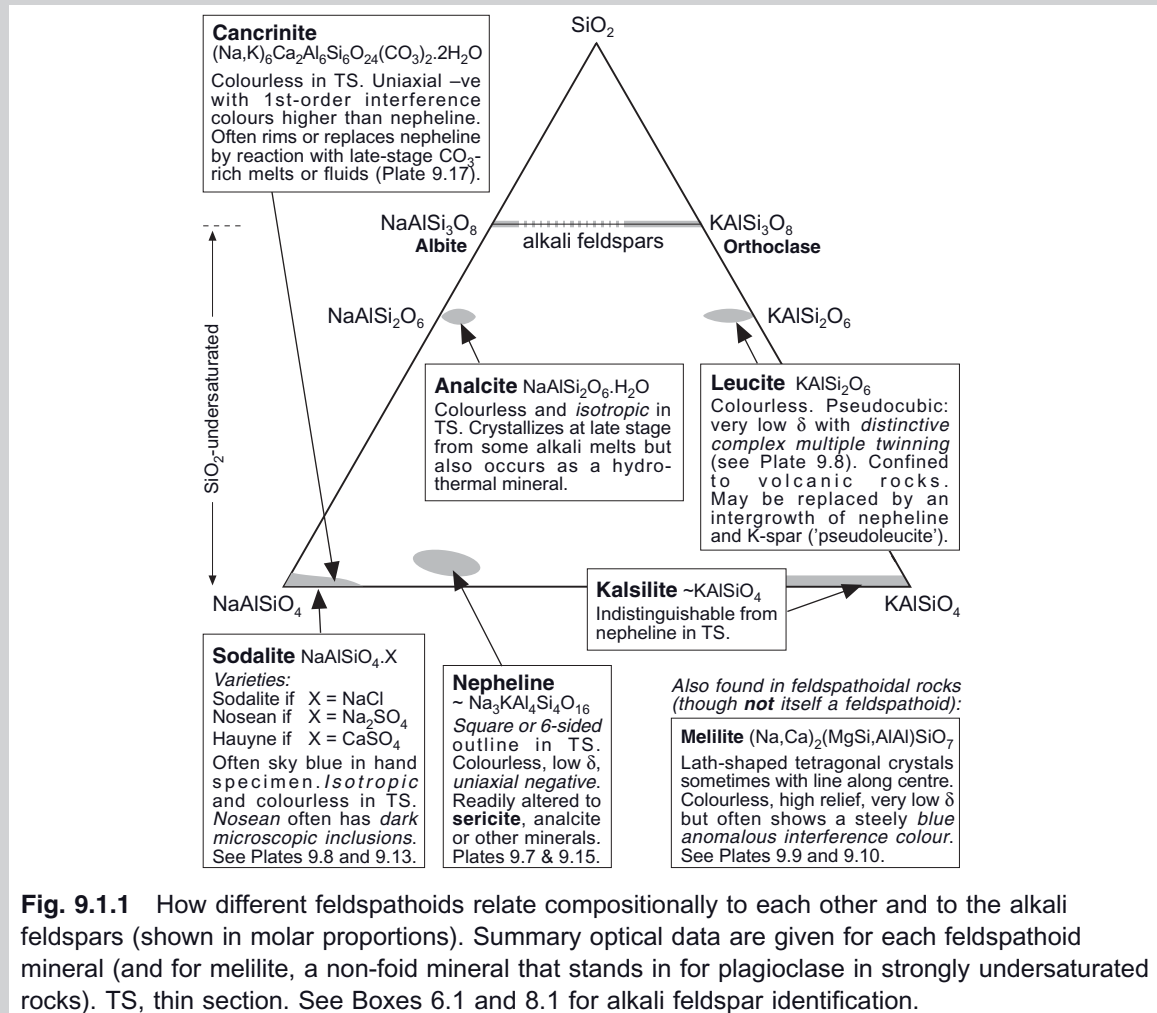 Cancrinite
(Na,K)₆Ca₂Al₆Si₆O₂₄(CO₃)₂.2H₂O
Colourless in TS. Uniaxial –ve
with 1st-order interference
colours higher than nepheline.
Often rims or replaces nepheline
by reaction with late-stage CO₃-
rich melts or fluids (Plate 9.17).
SiO₂
NaAlSi₃O₈
Albite
alkali feldspars
KAlSi₃O₈
Orthoclase
SiO₂-undersaturated
NaAlSi₂O₆
KAlSi₂O₆
Analcite NaAlSi₂O₆.H₂O
Colourless and isotropic in
TS. Crystallizes at late stage
from some alkali melts but
also occurs as a hydro-
thermal mineral.
Leucite KAlSi₂O₆
Colourless. Pseudocubic:
very low δ with distinctive
complex multiple twinning
(see Plate 9.8). Confined
to volcanic rocks.
May be replaced by an
intergrowth of nepheline
and K-spar ('pseudoleucite').
NaAlSiO₄
Kalsilite ~KAlSiO₄
Indistinguishable from
nepheline in TS.
KAlSiO₄
Sodalite NaAlSiO₄.X
Varieties:
Sodalite if X = NaCl
Nosean if X = Na₂SO₄
Hauyne if X = CaSO₄
Often sky blue in hand
specimen. Isotropic
and colourless in TS.
Nosean often has dark
microscopic inclusions.
See Plates 9.8 and 9.13.
Nepheline
~ Na₃KAl₄Si₄O₁₆
Square or 6-sided
outline in TS.
Colourless, low δ,
uniaxial negative.
Readily altered to
sericite, analcite
or other minerals.
Plates 9.7 & 9.15.
Also found in feldspathoidal rocks
(though not itself a feldspathoid):
Melilite (Na,Ca)₂(MgSi,AlAl)SiO₇
Lath-shaped tetragonal crystals
sometimes with line along centre.
Colourless, high relief, very low δ
but often shows a steely blue
anomalous interference colour.
See Plates 9.9 and 9.10.
Fig. 9.1.1 How different feldspathoids relate compositionally to each other and to the alkali
feldspars (shown in molar proportions). Summary optical data are given for each feldspathoid
mineral (and for melilite, a non-foid mineral that stands in for plagioclase in strongly undersaturated
rocks). TS, thin section. See Boxes 6.1 and 8.1 for alkali feldspar identification.